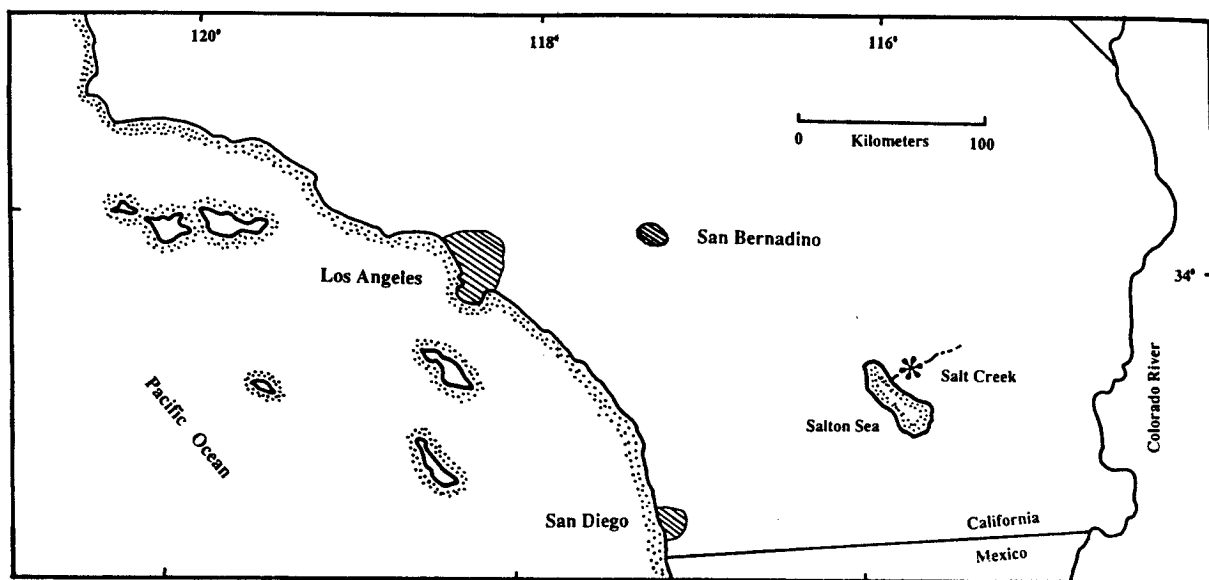 120°
118°
116°
0 Kilometers 100
San Bernadino
Los Angeles
34°
Salt Creek
Salton Sea
Colorado River
Pacific Ocean
San Diego
California
Mexico